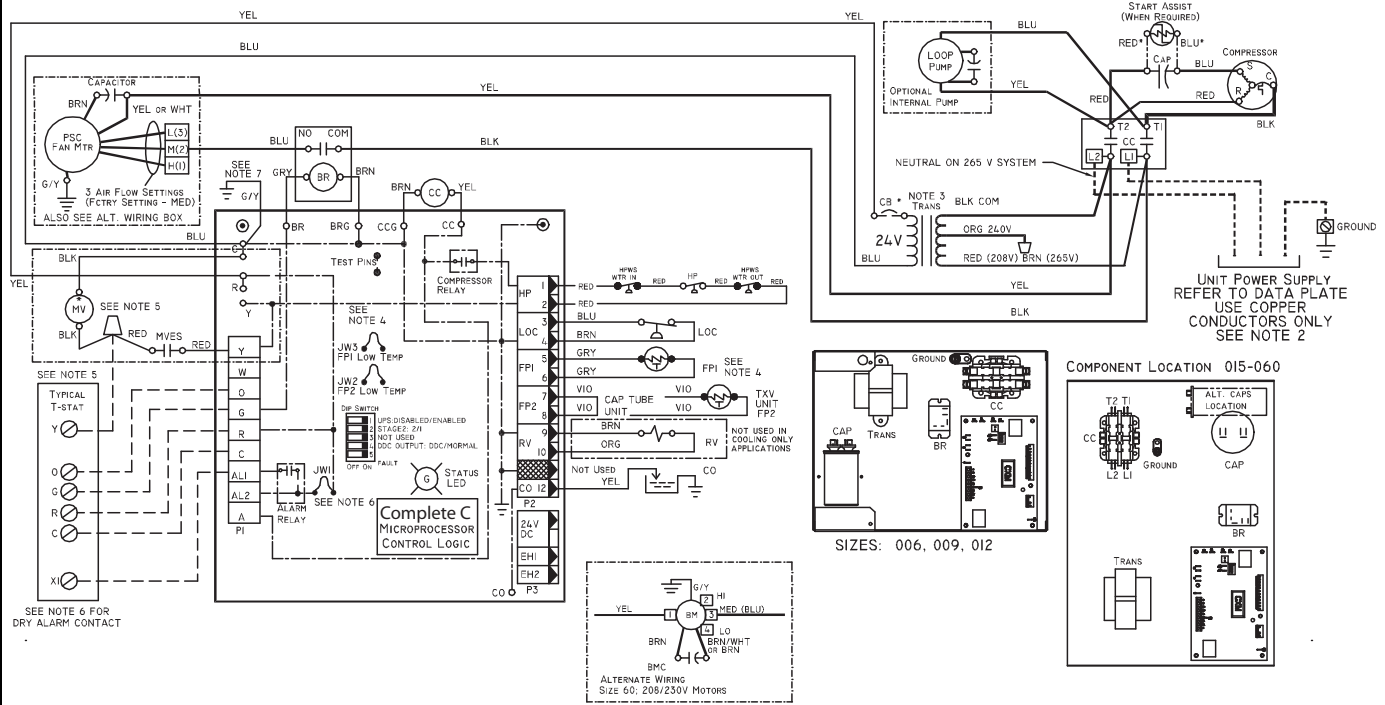 YEL
YEL
BLU
START ASSIST
(WHEN REQUIRED)
RED*
BLU*
COMPRESSOR
CAP
BLU
S
C
R
RED
BLK
BLU
LOOP
PUMP
YEL
OPTIONAL
INTERNAL PUMP
RED
T2
T1
CC
L2
L1
NEUTRAL ON 265 V SYSTEM
CAPACITOR
BRN
YEL OR WHT
PSC
FAN MTR
L(3)
M(2)
H(1)
G/Y
3 AIR FLOW SETTINGS
(FCTRY SETTING - MED)
ALSO SEE ALT. WIRING BOX
YEL
BLU
NO
COM
BLK
GRY
BR
BRN
SEE
NOTE 7
G/Y
BRN
CC
YEL
BLU
C
BR
BRG
CCG
CC
CB *
NOTE 3
TRANS
BLK COM
24V
ORG 240V
BLU
RED (208V) BRN (265V)
YEL
BLK
GROUND
UNIT POWER SUPPLY
REFER TO DATA PLATE
USE COPPER
CONDUCTORS ONLY
SEE NOTE 2
YEL
BLK
*
MV
BLK
SEE NOTE 5
RED
MVES
RED
R
Y
TEST PINS
COMPRESSOR
RELAY
SEE
NOTE 4
JW3
FP1 LOW TEMP
JW2
FP2 LOW TEMP
DIP SWITCH
1 UPS:DISABLED/ENABLED
2 STAGE2: 2/1
3 NOT USED
4 DDC OUTPUT: DDC/MORMAL
5
OFF ON
FAULT
G
STATUS
LED
Complete C
MICROPROCESSOR
CONTROL LOGIC
Y
W
O
G
R
C
AL1
AL2
A
P1
ALARM
RELAY
JW1
SEE NOTE 6
SEE NOTE 5
TYPICAL
T-STAT
Y
O
G
R
C
X1
SEE NOTE 6 FOR
DRY ALARM CONTACT
HP
1
2
LOC
3
4
FP1
5
6
FP2
7
8
RV
9
10
CO 12
P2
24V
DC
EH1
EH2
P3
CO
RED
HPWS
WTR IN
RED
HP
RED
HPWS
WTR OUT
RED
RED
BLU
BRN
LOC
GRY
GRY
FP1
SEE
NOTE 4
VIO
VIO
CAP TUBE
UNIT
VIO
VIO
TXV
UNIT
FP2
BRN
ORG
RV
NOT USED IN
COOLING ONLY
APPLICATIONS
NOT USED
YEL
CO
G/Y
YEL
1
BM
2
HI
3
MED (BLU)
4
LO
BRN/WHT
OR BRN
BRN
BMC
ALTERNATE WIRING
SIZE 60; 208/230V MOTORS
GROUND
CC
TRANS
CAP
BR
CXM
SIZES: 006, 009, 012
COMPONENT LOCATION 015-060
T2 T1
CC
L2 L1
GROUND
ALT. CAPS
LOCATION
CAP
BR
TRANS
CXM